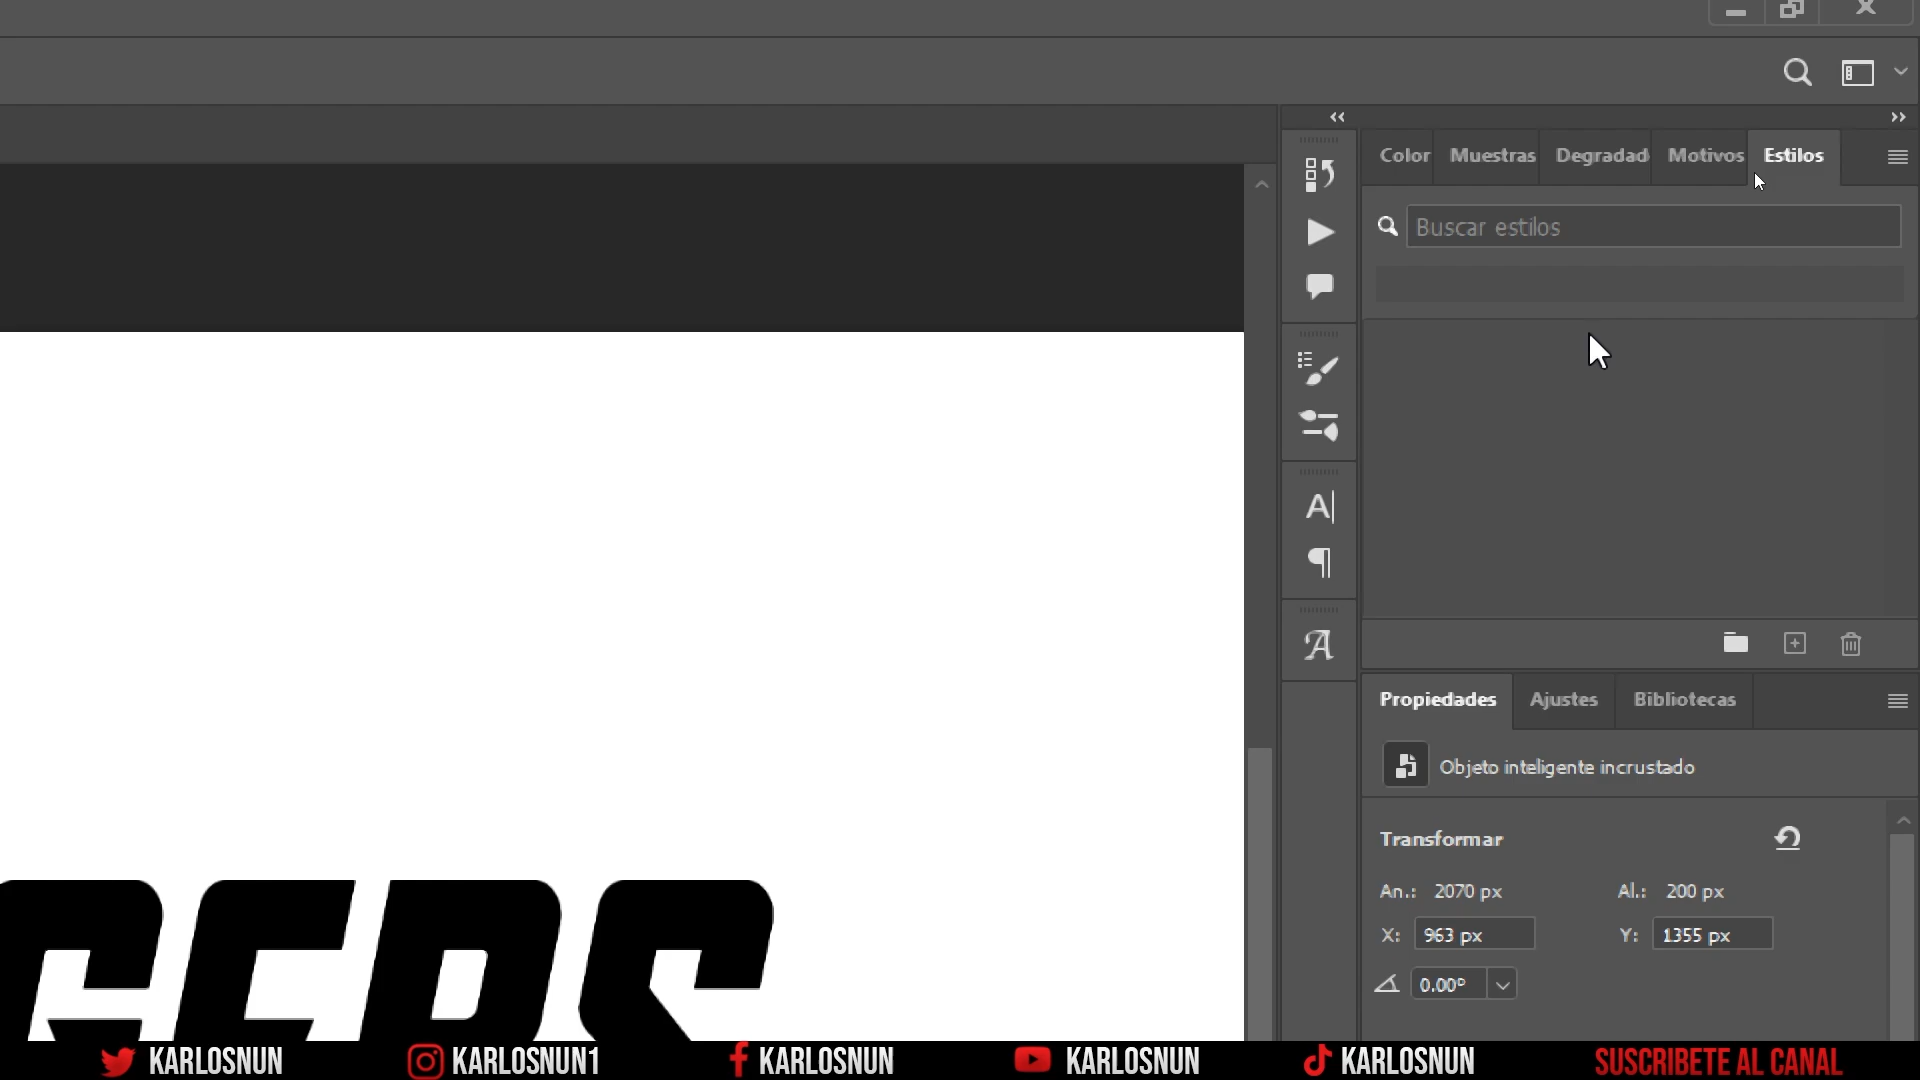 Color Muestras Degradad Motivos Estilos
Buscar estilos
Propiedades Ajustes Bibliotecas
Objeto inteligente incrustado
Transformar
An.: 2070 px Al.: 200 px
X: 963 px Y: 1355 px
0.00°
KARLOSNUN KARLOSNUN1 KARLOSNUN KARLOSNUN KARLOSNUN SUSCRIBETE AL CANAL